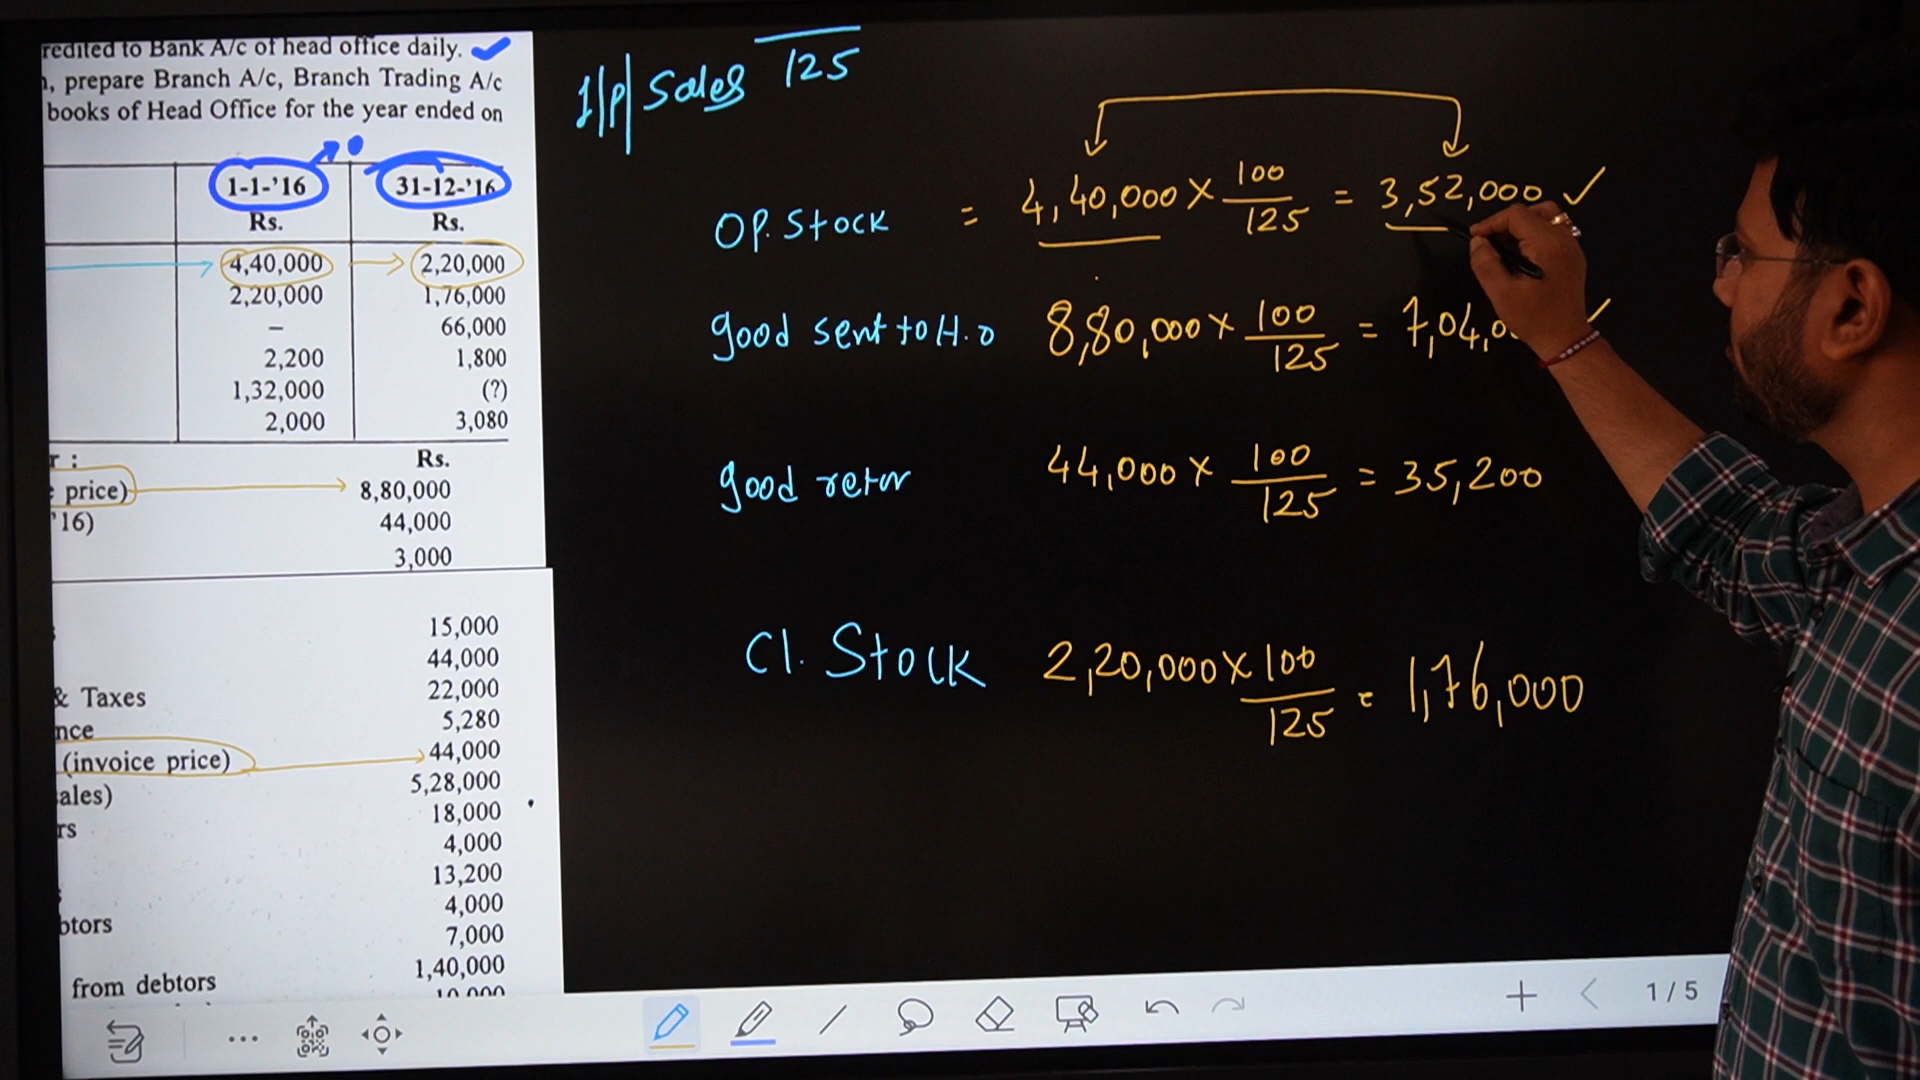 redited to Bank A/c of head office daily.
prepare Branch A/c, Branch Trading A/c
books of Head Office for the year ended on
1-1-'16 31-12-'16
Rs. Rs.
4,40,000 2,20,000
2,20,000 1,76,000
– 66,000
2,200 1,800
1,32,000 (?)
2,000 3,080
r : Rs.
price) 8,80,000
'16) 44,000
3,000
15,000
44,000
& Taxes 22,000
nce 5,280
(invoice price) 44,000
ales) 5,28,000
rs 18,000
4,000
13,200
4,000
btors 7,000
from debtors 1,40,000
10,000
I/P/Sales 125
OP. Stock = 4,40,000 × 100/125 = 3,52,000 ✓
good sent to H.O 8,80,000 × 100/125 = 7,04,0
good retur 44,000 × 100/125 = 35,200
Cl. Stock 2,20,000 × 100/125 = 1,76,000
1 / 5